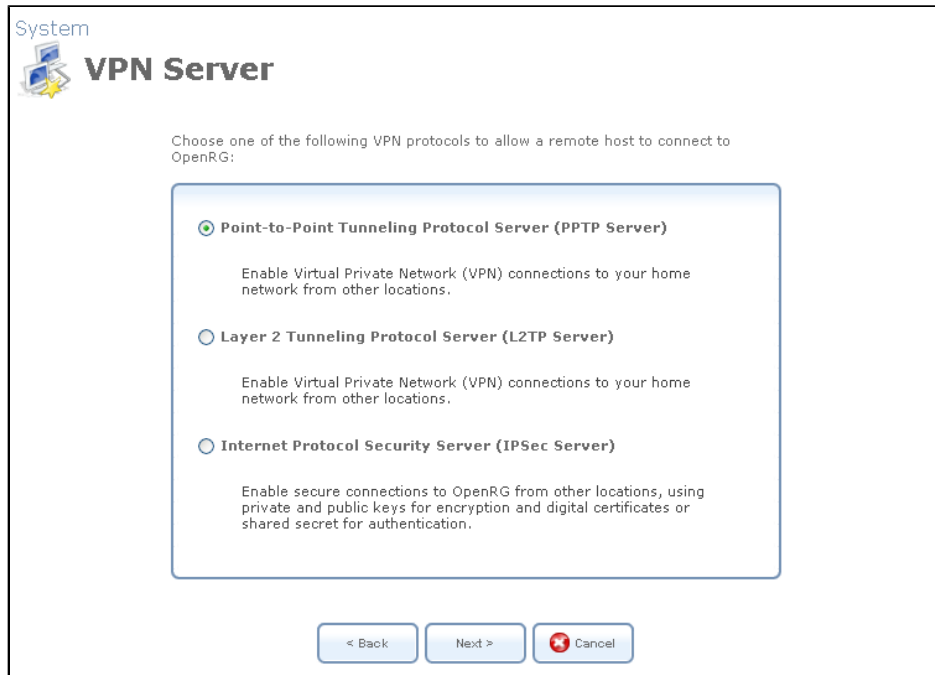 System
VPN Server
Choose one of the following VPN protocols to allow a remote host to connect to
OpenRG:
Point-to-Point Tunneling Protocol Server (PPTP Server)
Enable Virtual Private Network (VPN) connections to your home
network from other locations.
Layer 2 Tunneling Protocol Server (L2TP Server)
Enable Virtual Private Network (VPN) connections to your home
network from other locations.
Internet Protocol Security Server (IPSec Server)
Enable secure connections to OpenRG from other locations, using
private and public keys for encryption and digital certificates or
shared secret for authentication.
< Back
Next >
Cancel